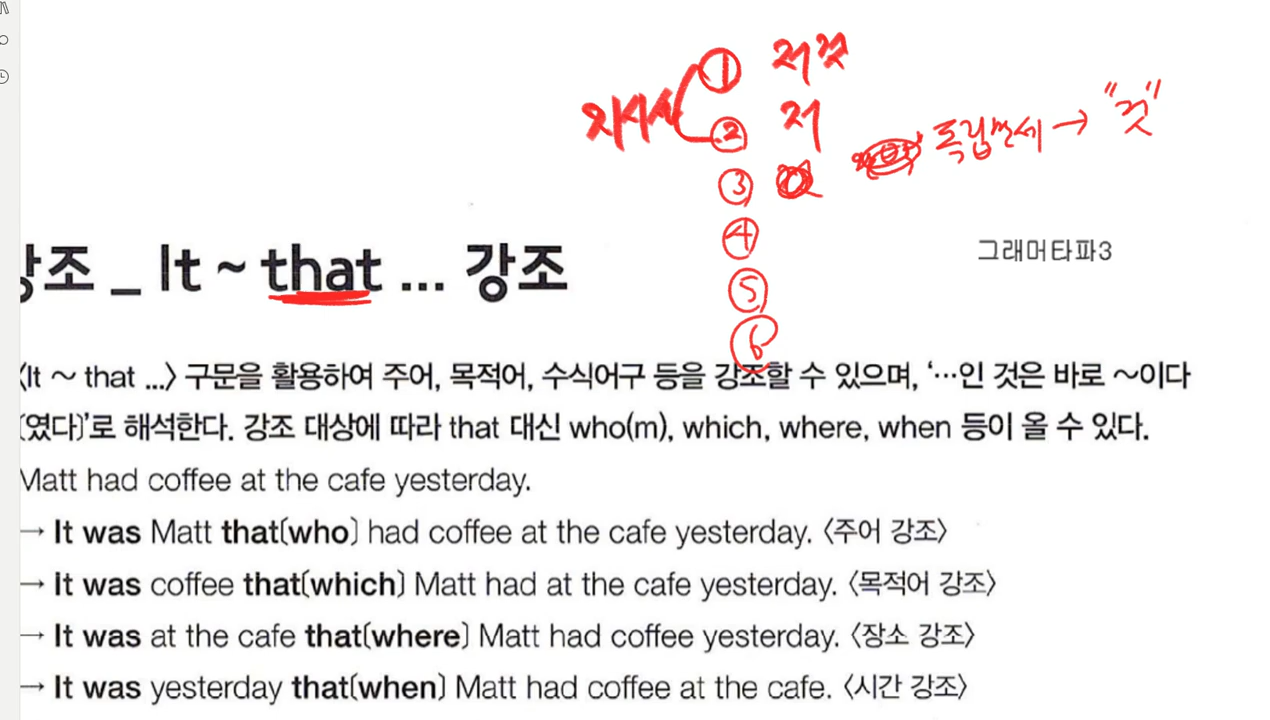 ① 저것
지시사 ② 저
③
독립만세 → "것"
④
⑤
⑥
강조 _ It ~ that ... 강조
그래머타파3
〈It ~ that ...〉 구문을 활용하여 주어, 목적어, 수식어구 등을 강조할 수 있으며, ‘…인 것은 바로 ~이다
(였다)’로 해석한다. 강조 대상에 따라 that 대신 who(m), which, where, when 등이 올 수 있다.
Matt had coffee at the cafe yesterday.
→ It was Matt that(who) had coffee at the cafe yesterday. 〈주어 강조〉
→ It was coffee that(which) Matt had at the cafe yesterday. 〈목적어 강조〉
→ It was at the cafe that(where) Matt had coffee yesterday. 〈장소 강조〉
→ It was yesterday that(when) Matt had coffee at the cafe. 〈시간 강조〉